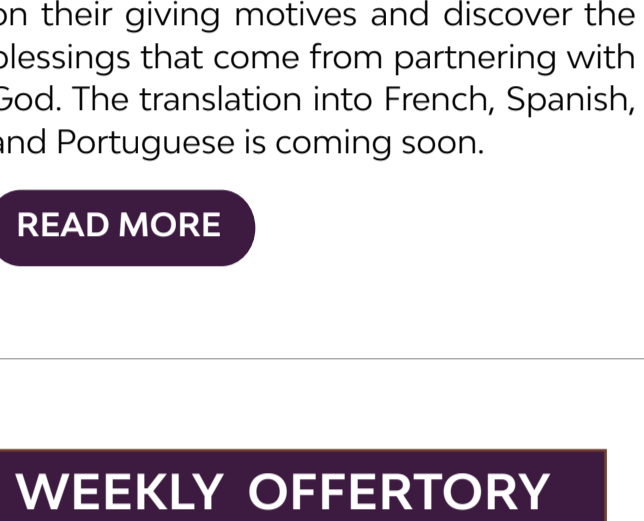 on their giving motives and discover the
blessings that come from partnering with
God. The translation into French, Spanish,
and Portuguese is coming soon.
READ MORE
WEEKLY OFFERTORY